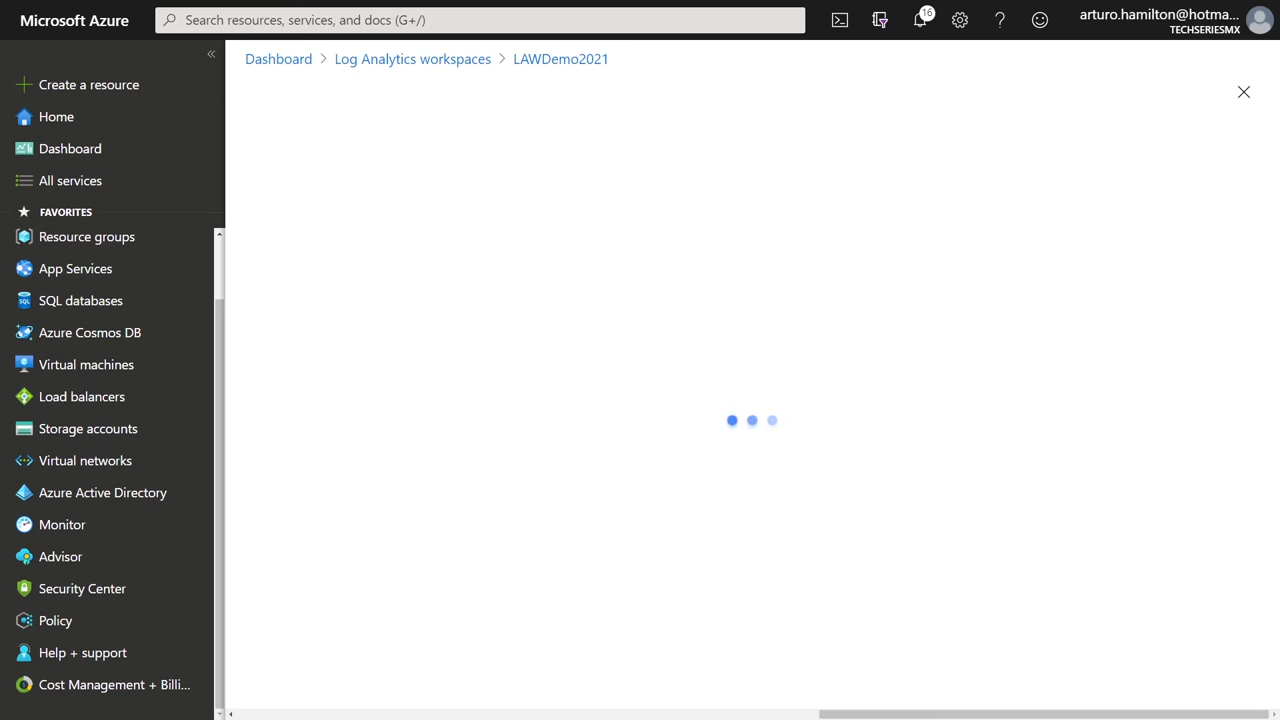 Microsoft Azure
Search resources, services, and docs (G+/)
16
arturo.hamilton@hotma...
TECHSERIESMX
Dashboard > Log Analytics workspaces > LAWDemo2021
Create a resource
Home
Dashboard
All services
FAVORITES
Resource groups
App Services
SQL databases
Azure Cosmos DB
Virtual machines
Load balancers
Storage accounts
Virtual networks
Azure Active Directory
Monitor
Advisor
Security Center
Policy
Help + support
Cost Management + Billi...